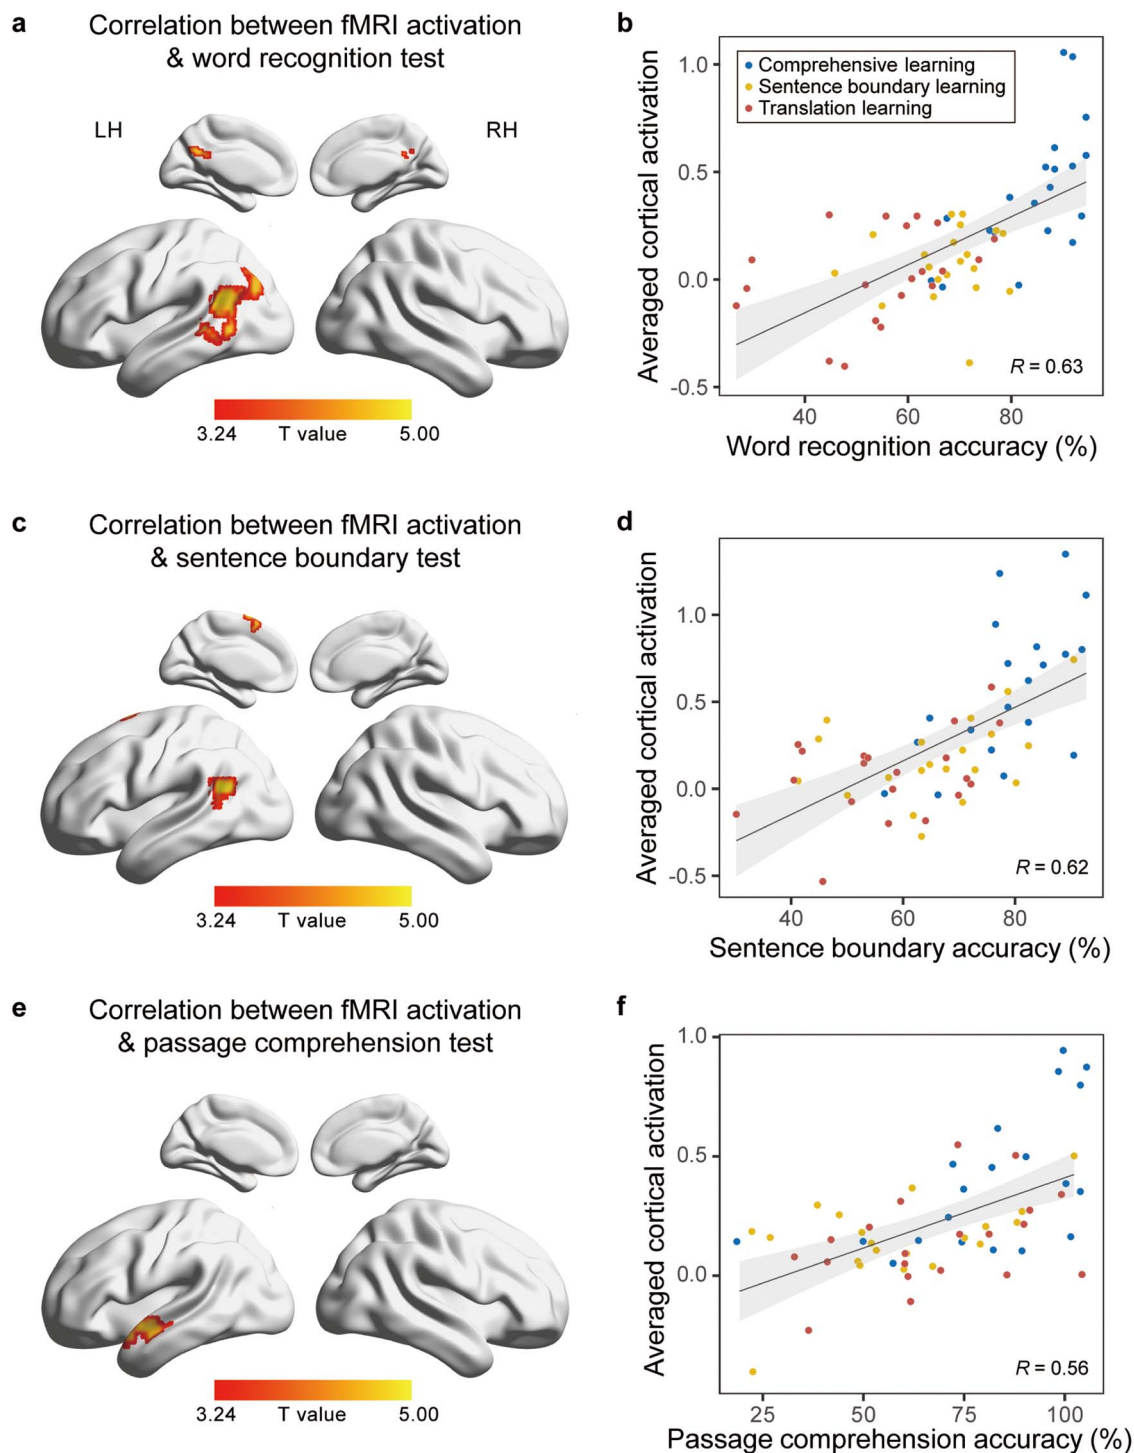 a
Correlation between fMRI activation
& word recognition test
LH
RH
3.24 T value 5.00
b
Comprehensive learning
Sentence boundary learning
Translation learning
Averaged cortical activation
1.0
0.5
0.0
-0.5
R = 0.63
40 60 80
Word recognition accuracy (%)
c
Correlation between fMRI activation
& sentence boundary test
3.24 T value 5.00
d
Averaged cortical activation
1.0
0.5
0.0
-0.5
R = 0.62
40 60 80
Sentence boundary accuracy (%)
e
Correlation between fMRI activation
& passage comprehension test
3.24 T value 5.00
f
Averaged cortical activation
1.0
0.5
0.0
R = 0.56
25 50 75 100
Passage comprehension accuracy (%)